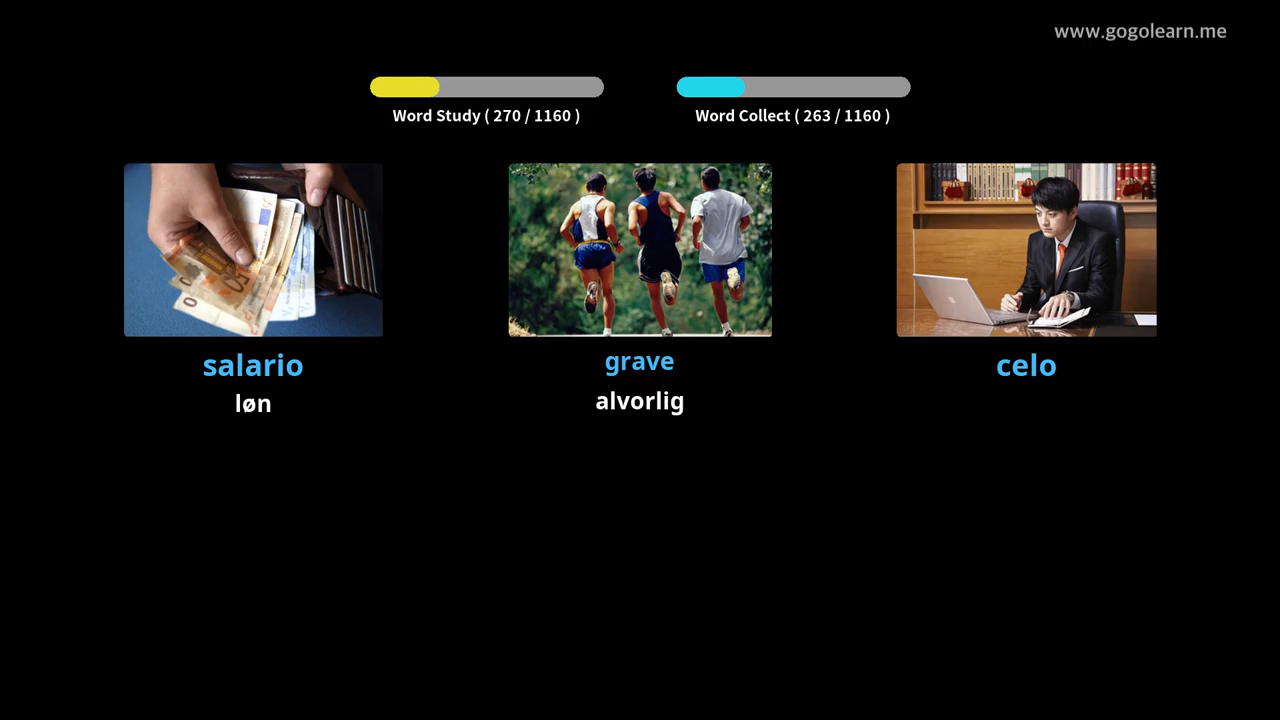 www.gogolearn.me
Word Study ( 270 / 1160 )
Word Collect ( 263 / 1160 )
salario
løn
grave
alvorlig
celo